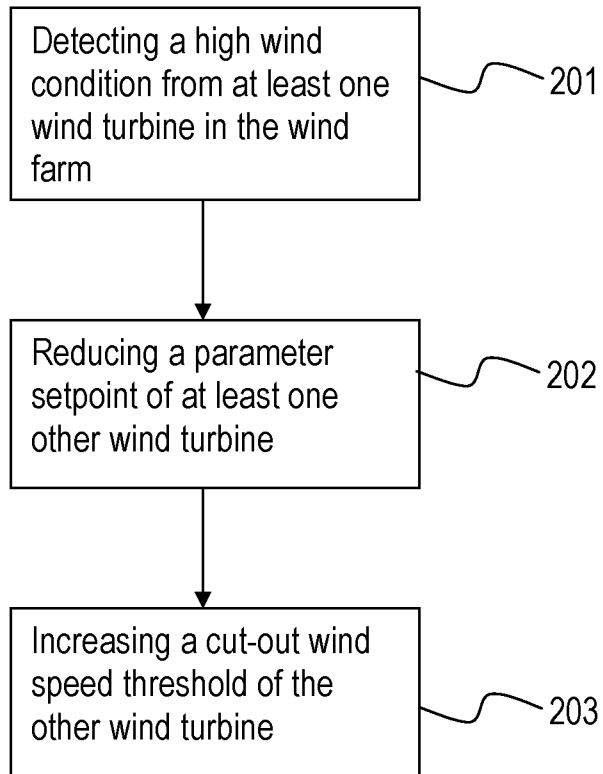 Detecting a high wind
condition from at least one
wind turbine in the wind
farm
201
Reducing a parameter
setpoint of at least one
other wind turbine
202
Increasing a cut-out wind
speed threshold of the
other wind turbine
203